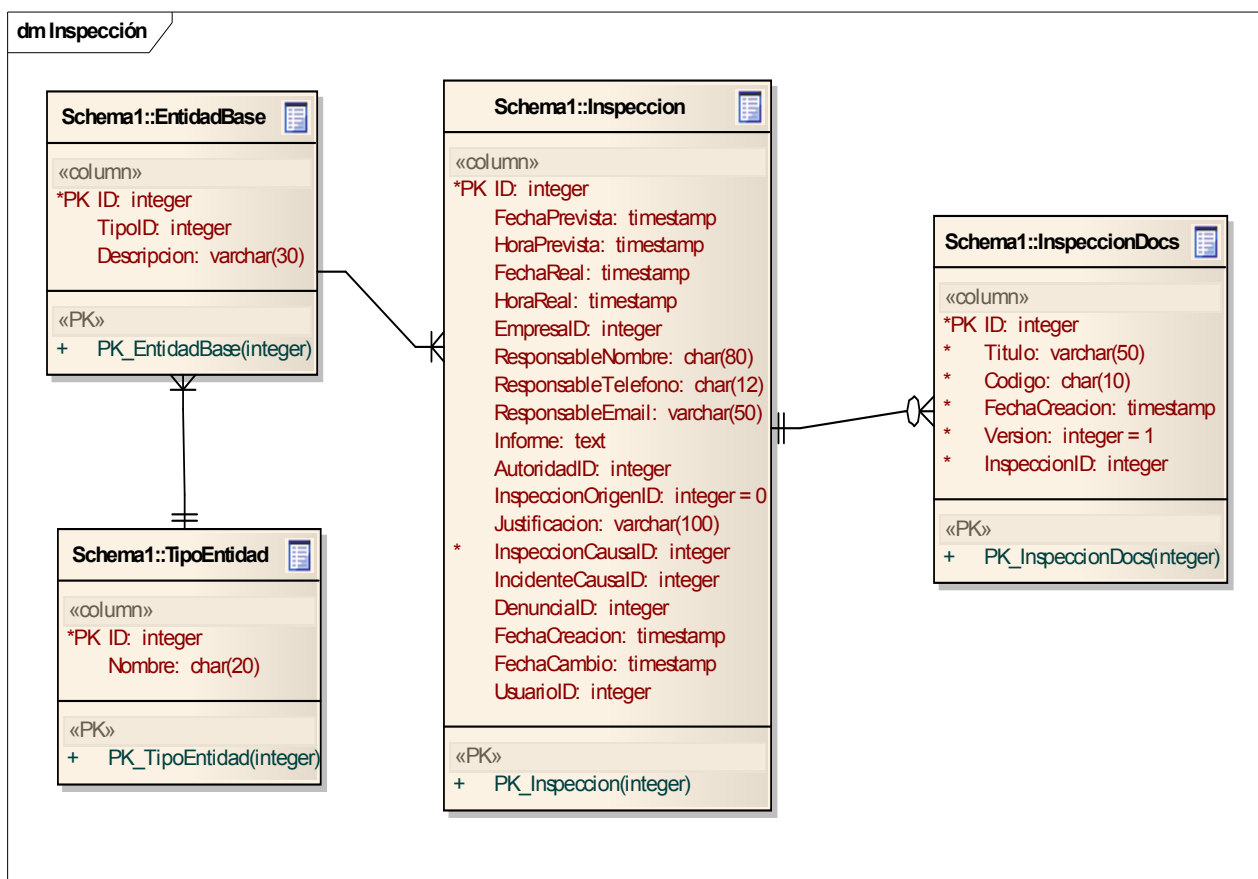 dm Inspección
Schema1::EntidadBase
«column»
*PK ID: integer
TipoID: integer
Descripcion: varchar(30)
«PK»
+ PK_EntidadBase(integer)
Schema1::TipoEntidad
«column»
*PK ID: integer
Nombre: char(20)
«PK»
+ PK_TipoEntidad(integer)
Schema1::Inspeccion
«column»
*PK ID: integer
FechaPrevista: timestamp
HoraPrevista: timestamp
FechaReal: timestamp
HoraReal: timestamp
EmpresaID: integer
ResponsableNombre: char(80)
ResponsableTelefono: char(12)
ResponsableEmail: varchar(50)
Informe: text
AutoridadID: integer
InspeccionOrigenID: integer = 0
Justificacion: varchar(100)
* InspeccionCausaID: integer
IncidenteCausaID: integer
DenunciaID: integer
FechaCreacion: timestamp
FechaCambio: timestamp
UsuarioID: integer
«PK»
+ PK_Inspeccion(integer)
Schema1::InspeccionDocs
«column»
*PK ID: integer
* Titulo: varchar(50)
* Codigo: char(10)
* FechaCreacion: timestamp
* Version: integer = 1
* InspeccionID: integer
«PK»
+ PK_InspeccionDocs(integer)